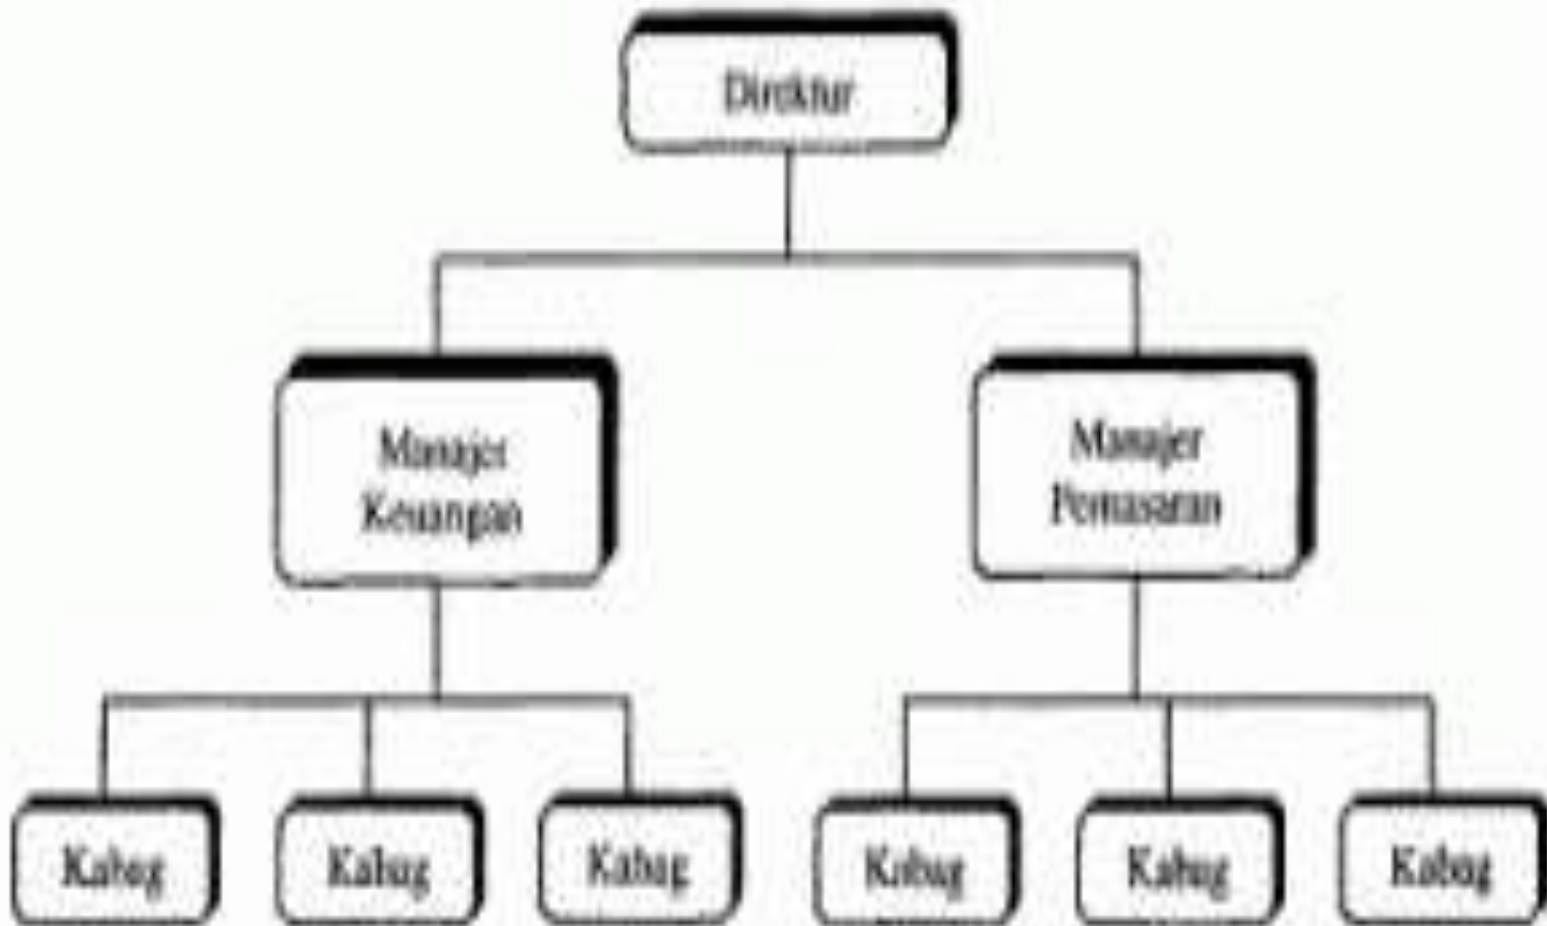 Direktur
Manajer
Keuangan
Manajer
Pemasaran
Kabag
Kabag
Kabag
Kabag
Kabag
Kabag